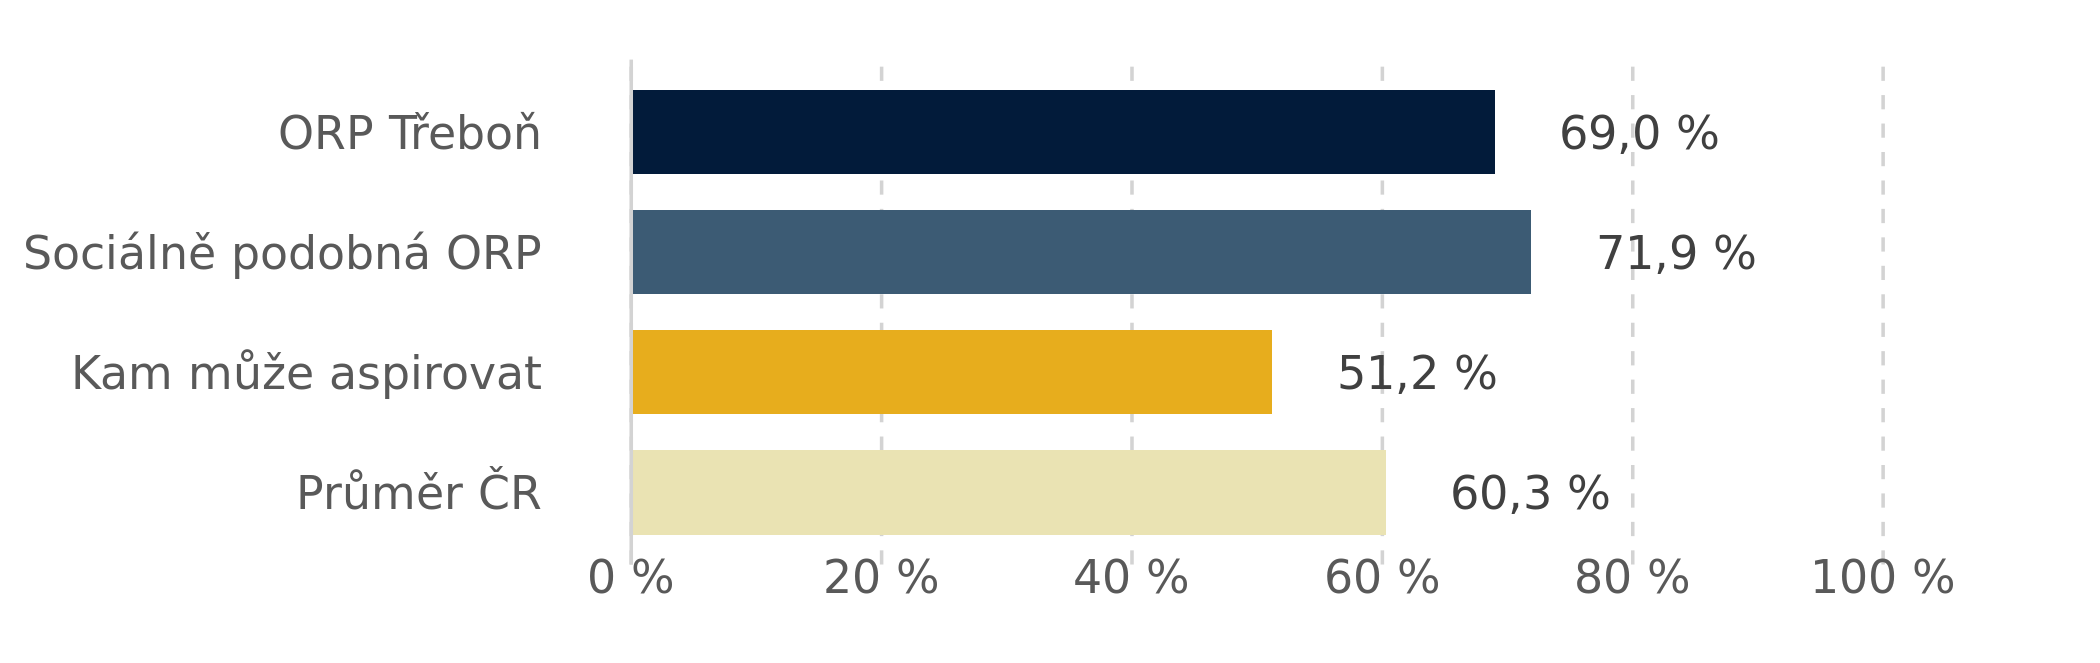 ORP Třeboň 69,0 %
Sociálně podobná ORP 71,9 %
Kam může aspirovat 51,2 %
Průměr ČR 60,3 %
0 % 20 % 40 % 60 % 80 % 100 %